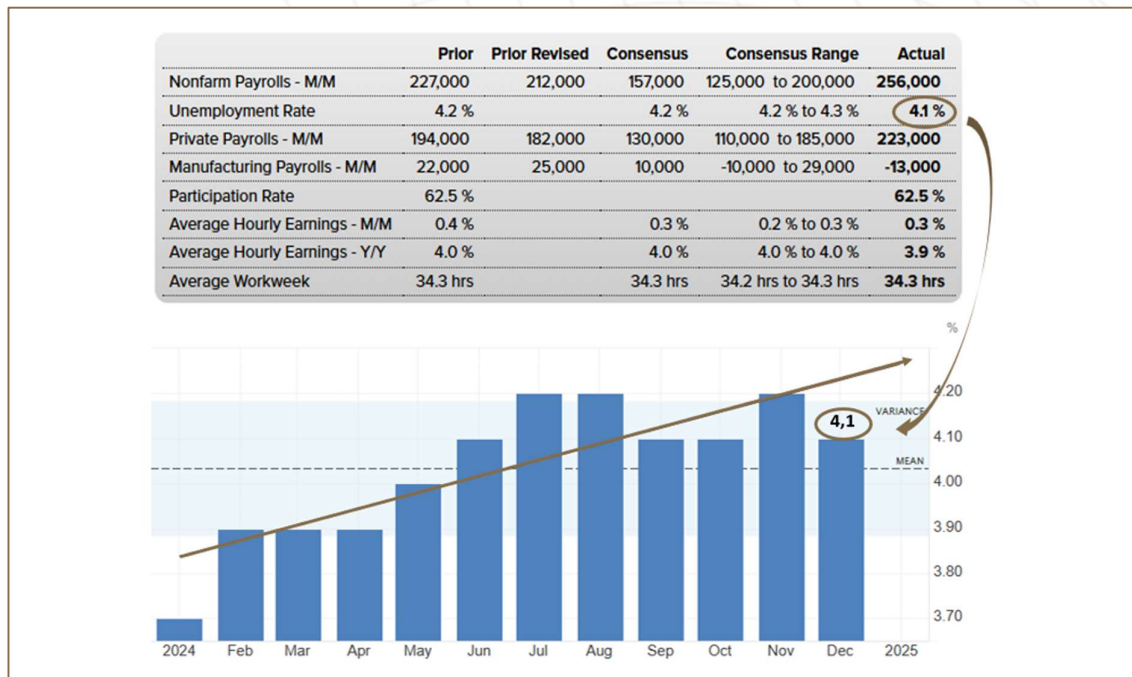 Prior Prior Revised Consensus Consensus Range Actual
Nonfarm Payrolls - M/M 227,000 212,000 157,000 125,000 to 200,000 256,000
Unemployment Rate 4.2 % 4.2 % 4.2 % to 4.3 % 4.1 %
Private Payrolls - M/M 194,000 182,000 130,000 110,000 to 185,000 223,000
Manufacturing Payrolls - M/M 22,000 25,000 10,000 -10,000 to 29,000 -13,000
Participation Rate 62.5 % 62.5 %
Average Hourly Earnings - M/M 0.4 % 0.3 % 0.2 % to 0.3 % 0.3 %
Average Hourly Earnings - Y/Y 4.0 % 4.0 % 4.0 % to 4.0 % 3.9 %
Average Workweek 34.3 hrs 34.3 hrs 34.2 hrs to 34.3 hrs 34.3 hrs
%
4.20
VARIANCE
4,1
4.10
MEAN
4.00
3.90
3.80
3.70
2024 Feb Mar Apr May Jun Jul Aug Sep Oct Nov Dec 2025